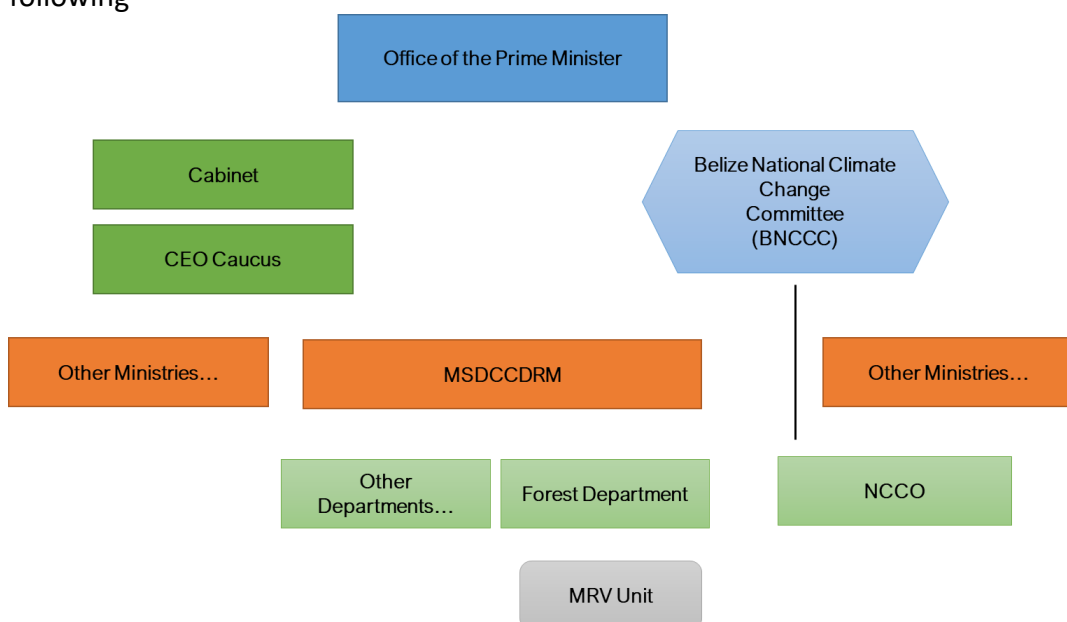 following
Office of the Prime Minister
Cabinet
Belize National Climate
Change
Committee
(BNCCC)
CEO Caucus
Other Ministries…
MSDCCDRM
Other Ministries…
Other
Departments…
Forest Department
NCCO
MRV Unit